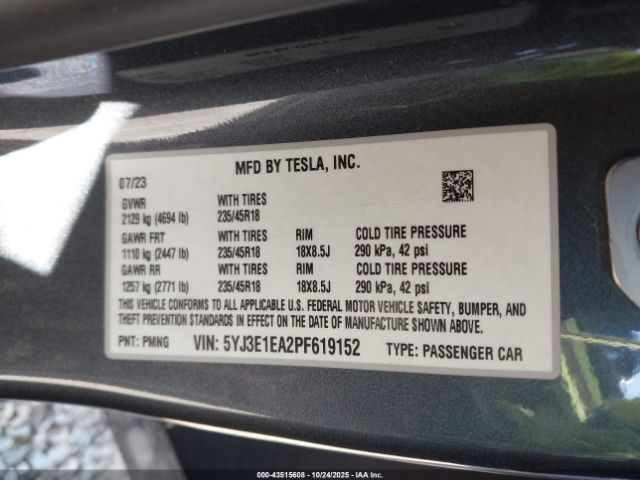 MFD BY TESLA, INC.
07/23
GVWR WITH TIRES
2129 kg (4694 lb) 235/45R18
GAWR FRT WITH TIRES RIM COLD TIRE PRESSURE
1110 kg (2447 lb) 235/45R18 18X8.5J 290 kPa, 42 psi
GAWR RR WITH TIRES RIM COLD TIRE PRESSURE
1257 kg (2771 lb) 235/45R18 18X8.5J 290 kPa, 42 psi
THIS VEHICLE CONFORMS TO ALL APPLICABLE U.S. FEDERAL MOTOR VEHICLE SAFETY, BUMPER, AND
THEFT PREVENTION STANDARDS IN EFFECT ON THE DATE OF MANUFACTURE SHOWN ABOVE.
PNT: PMNG VIN: 5YJ3E1EA2PF619152 TYPE: PASSENGER CAR
000-43515608 - 10/24/2025 - IAABODY